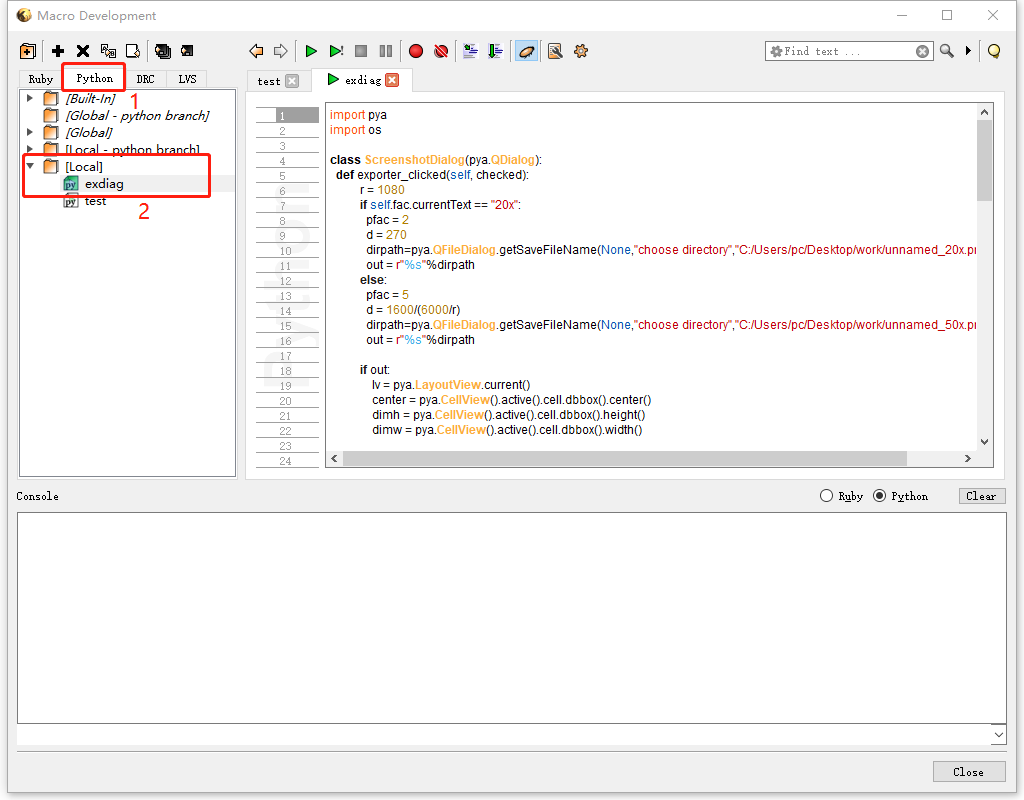 Macro Development
Find text ...
Ruby Python DRC LVS
1
[Built-In]
[Global - python branch]
[Global]
[Local - python branch]
[Local]
exdiag
test
2
test exdiag
1 import pya
2 import os
3
4 class ScreenshotDialog(pya.QDialog):
5 def exporter_clicked(self, checked):
6 r = 1080
7 if self.fac.currentText == "20x":
8 pfac = 2
9 d = 270
10 dirpath=pya.QFileDialog.getSaveFileName(None,"choose directory","C:/Users/pc/Desktop/work/unnamed_20x.pr
11 out = r"%s"%dirpath
12 else:
13 pfac = 5
14 d = 1600/(6000/r)
15 dirpath=pya.QFileDialog.getSaveFileName(None,"choose directory","C:/Users/pc/Desktop/work/unnamed_50x.pr
16 out = r"%s"%dirpath
17
18 if out:
19 lv = pya.LayoutView.current()
20 center = pya.CellView().active().cell.dbbox().center()
21 dimh = pya.CellView().active().cell.dbbox().height()
22 dimw = pya.CellView().active().cell.dbbox().width()
23
24
Python
Console Ruby Python Clear
Close